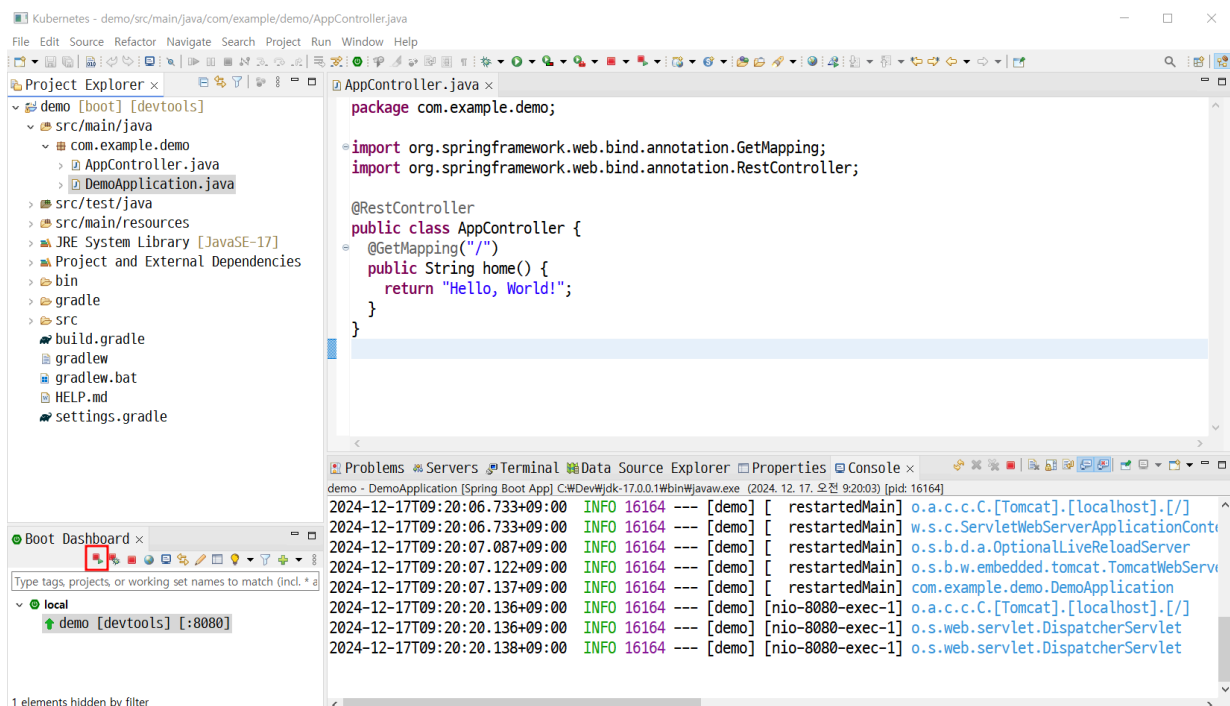 Kubernetes - demo/src/main/java/com/example/demo/AppController.java
File Edit Source Refactor Navigate Search Project Run Window Help
Project Explorer
demo [boot] [devtools]
src/main/java
com.example.demo
AppController.java
DemoApplication.java
src/test/java
src/main/resources
JRE System Library [JavaSE-17]
Project and External Dependencies
bin
gradle
src
build.gradle
gradlew
gradlew.bat
HELP.md
settings.gradle
AppController.java
package com.example.demo;
import org.springframework.web.bind.annotation.GetMapping;
import org.springframework.web.bind.annotation.RestController;
@RestController
public class AppController {
@GetMapping("/")
public String home() {
return "Hello, World!";
}
}
Boot Dashboard
Type tags, projects, or working set names to match (incl. * a
local
demo [devtools] [:8080]
1 elements hidden by filter
Problems Servers Terminal Data Source Explorer Properties Console
demo - DemoApplication [Spring Boot App] C:₩Dev₩jdk-17.0.0.1₩bin₩javaw.exe (2024. 12. 17. 오전 9:20:03) [pid: 16164]
2024-12-17T09:20:06.733+09:00 INFO 16164 --- [demo] [ restartedMain] o.a.c.c.C.[Tomcat].[localhost].[/]
2024-12-17T09:20:06.733+09:00 INFO 16164 --- [demo] [ restartedMain] w.s.c.ServletWebServerApplicationConte
2024-12-17T09:20:07.087+09:00 INFO 16164 --- [demo] [ restartedMain] o.s.b.d.a.OptionalLiveReloadServer
2024-12-17T09:20:07.122+09:00 INFO 16164 --- [demo] [ restartedMain] o.s.b.w.embedded.tomcat.TomcatWebServe
2024-12-17T09:20:07.137+09:00 INFO 16164 --- [demo] [ restartedMain] com.example.demo.DemoApplication
2024-12-17T09:20:20.136+09:00 INFO 16164 --- [demo] [nio-8080-exec-1] o.a.c.c.C.[Tomcat].[localhost].[/]
2024-12-17T09:20:20.136+09:00 INFO 16164 --- [demo] [nio-8080-exec-1] o.s.web.servlet.DispatcherServlet
2024-12-17T09:20:20.138+09:00 INFO 16164 --- [demo] [nio-8080-exec-1] o.s.web.servlet.DispatcherServlet